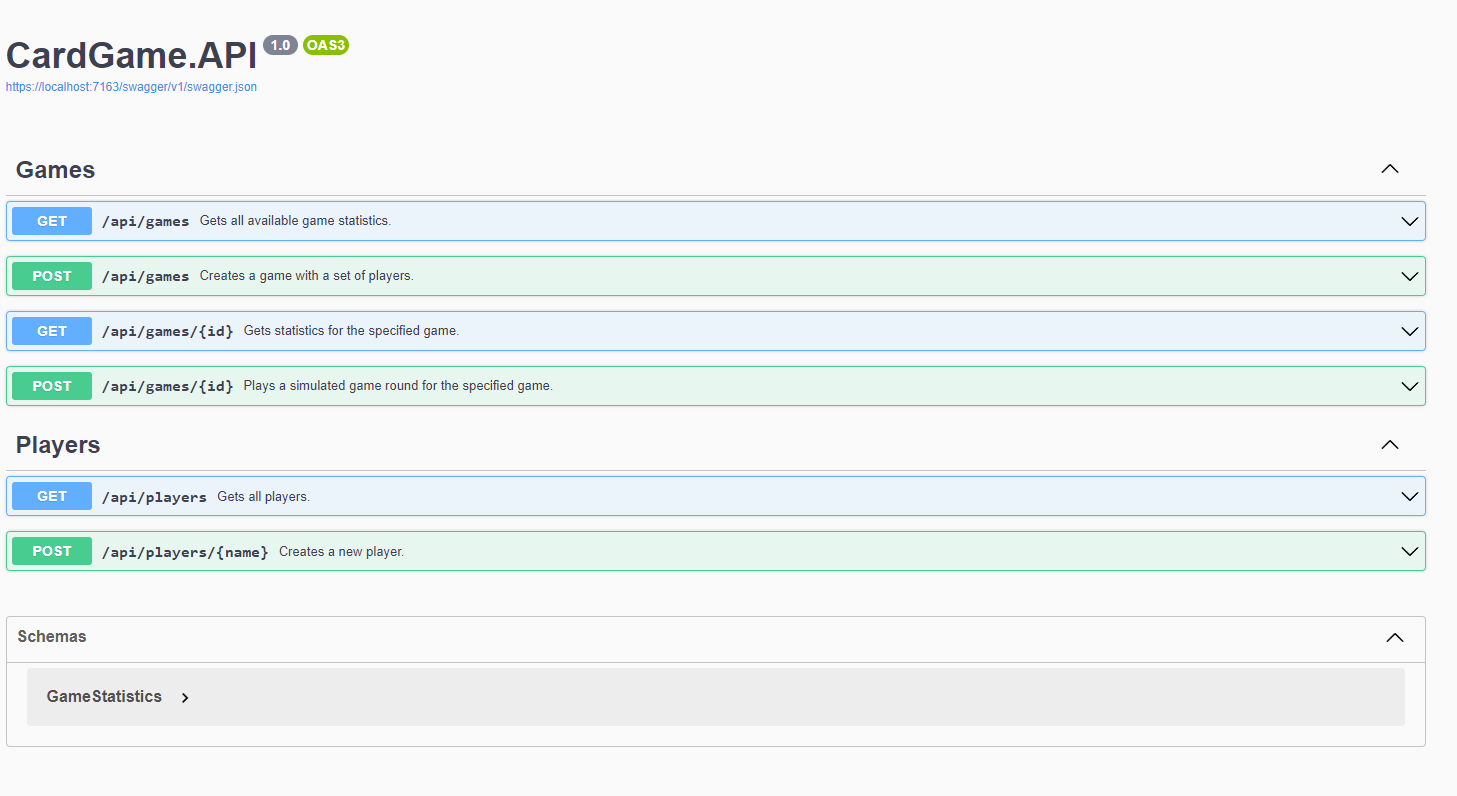 CardGame.API 1.0 OAS3
https://localhost:7163/swagger/v1/swagger.json
Games
GET /api/games Gets all available game statistics.
POST /api/games Creates a game with a set of players.
GET /api/games/{id} Gets statistics for the specified game.
POST /api/games/{id} Plays a simulated game round for the specified game.
Players
GET /api/players Gets all players.
POST /api/players/{name} Creates a new player.
Schemas
GameStatistics